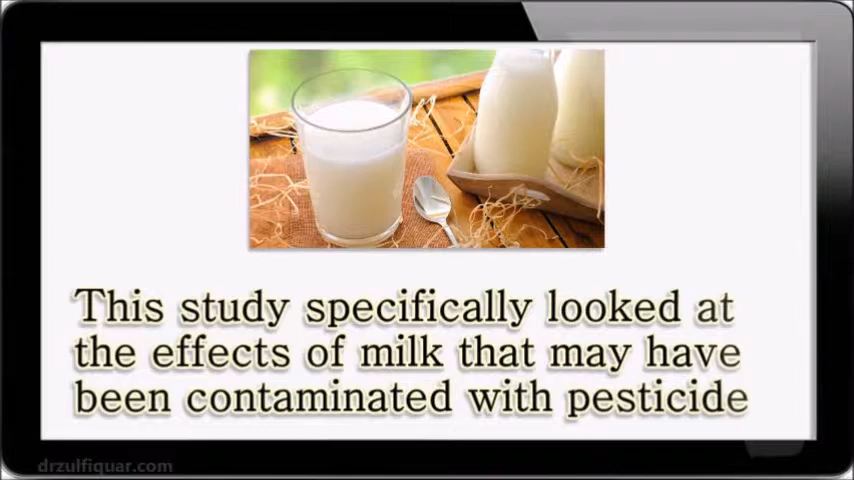 This study specifically looked at
the effects of milk that may have
been contaminated with pesticide
drzulfiquar.com